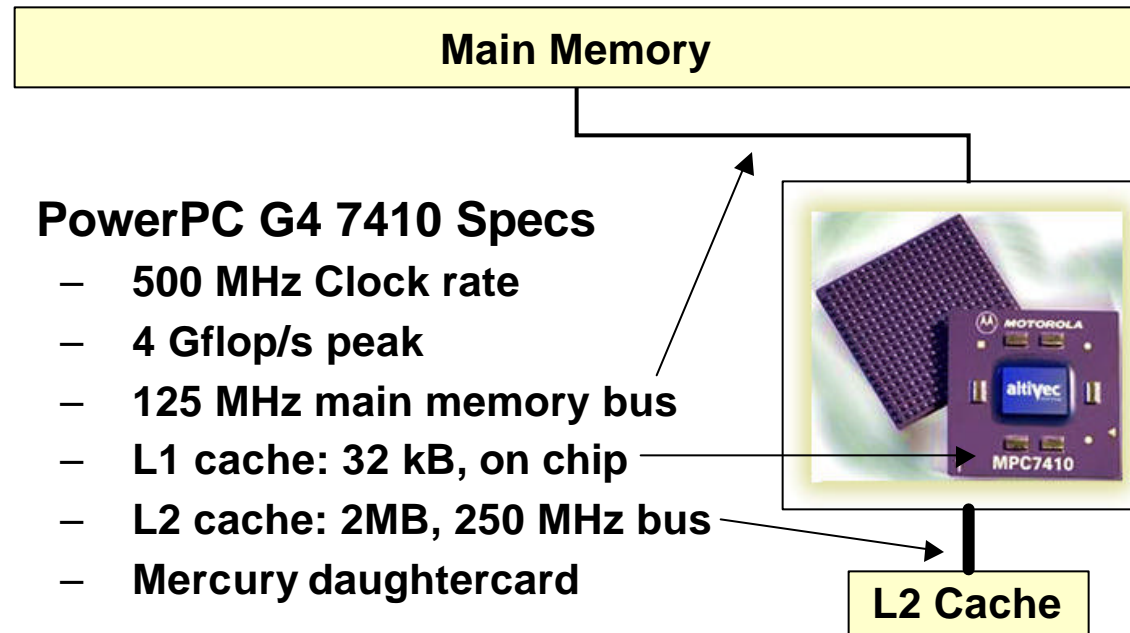 Main Memory
PowerPC G4 7410 Specs
– 500 MHz Clock rate
– 4 Gflop/s peak
– 125 MHz main memory bus
– L1 cache: 32 kB, on chip
– L2 cache: 2MB, 250 MHz bus
– Mercury daughtercard
MOTOROLA
altivec
MPC7410
L2 Cache